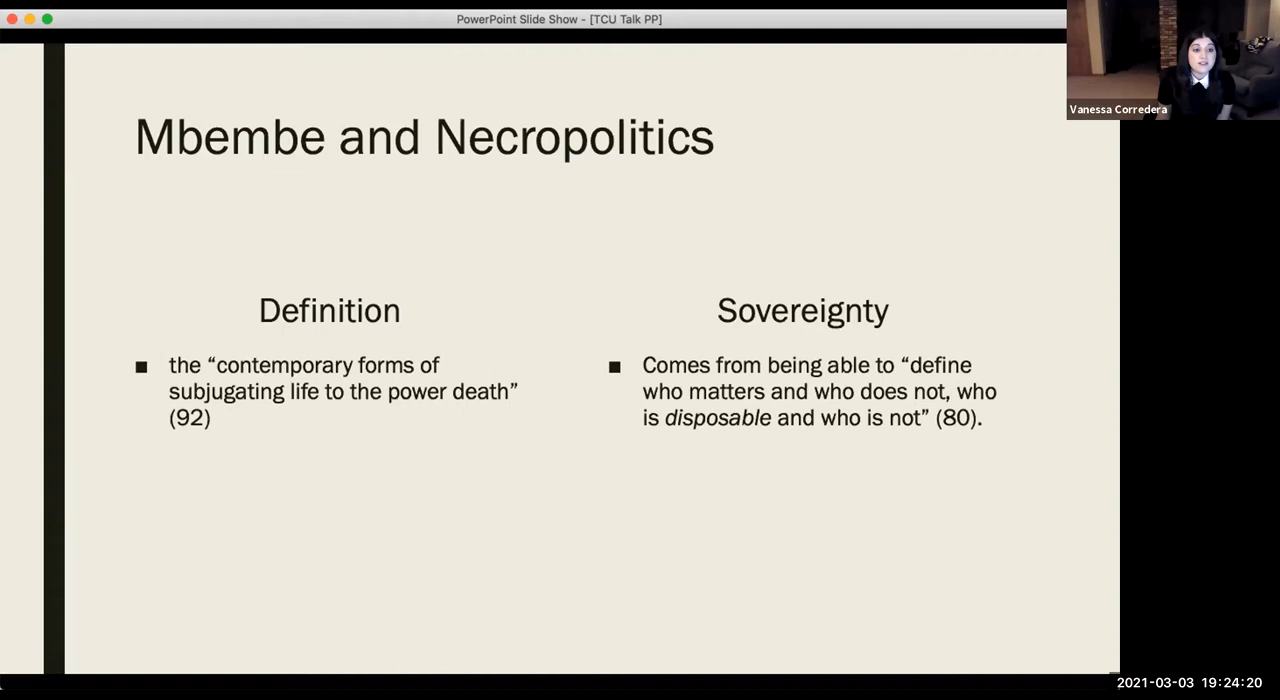 PowerPoint Slide Show - [TCU Talk PP]
Vanessa Corredera
Mbembe and Necropolitics
Definition
■ the “contemporary forms of
subjugating life to the power death”
(92)
Sovereignty
■ Comes from being able to “define
who matters and who does not, who
is disposable and who is not” (80).
2021-03-03 19:24:20